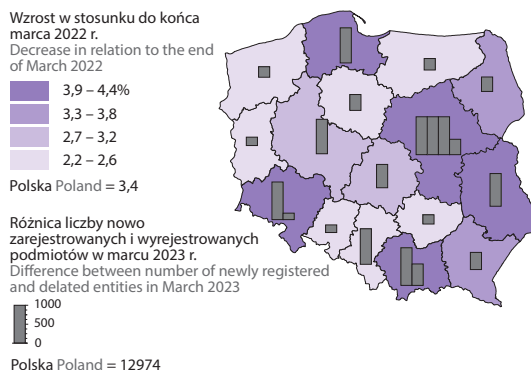 Wzrost w stosunku do końca
marca 2022 r.
Decrease in relation to the end
of March 2022
3,9 – 4,4%
3,3 – 3,8
2,7 – 3,2
2,2 – 2,6
Polska Poland = 3,4
Różnica liczby nowo
zarejestrowanych i wyrejestrowanych
podmiotów w marcu 2023 r.
Difference between number of newly registered
and delated entities in March 2023
1000
500
0
Polska Poland = 12974